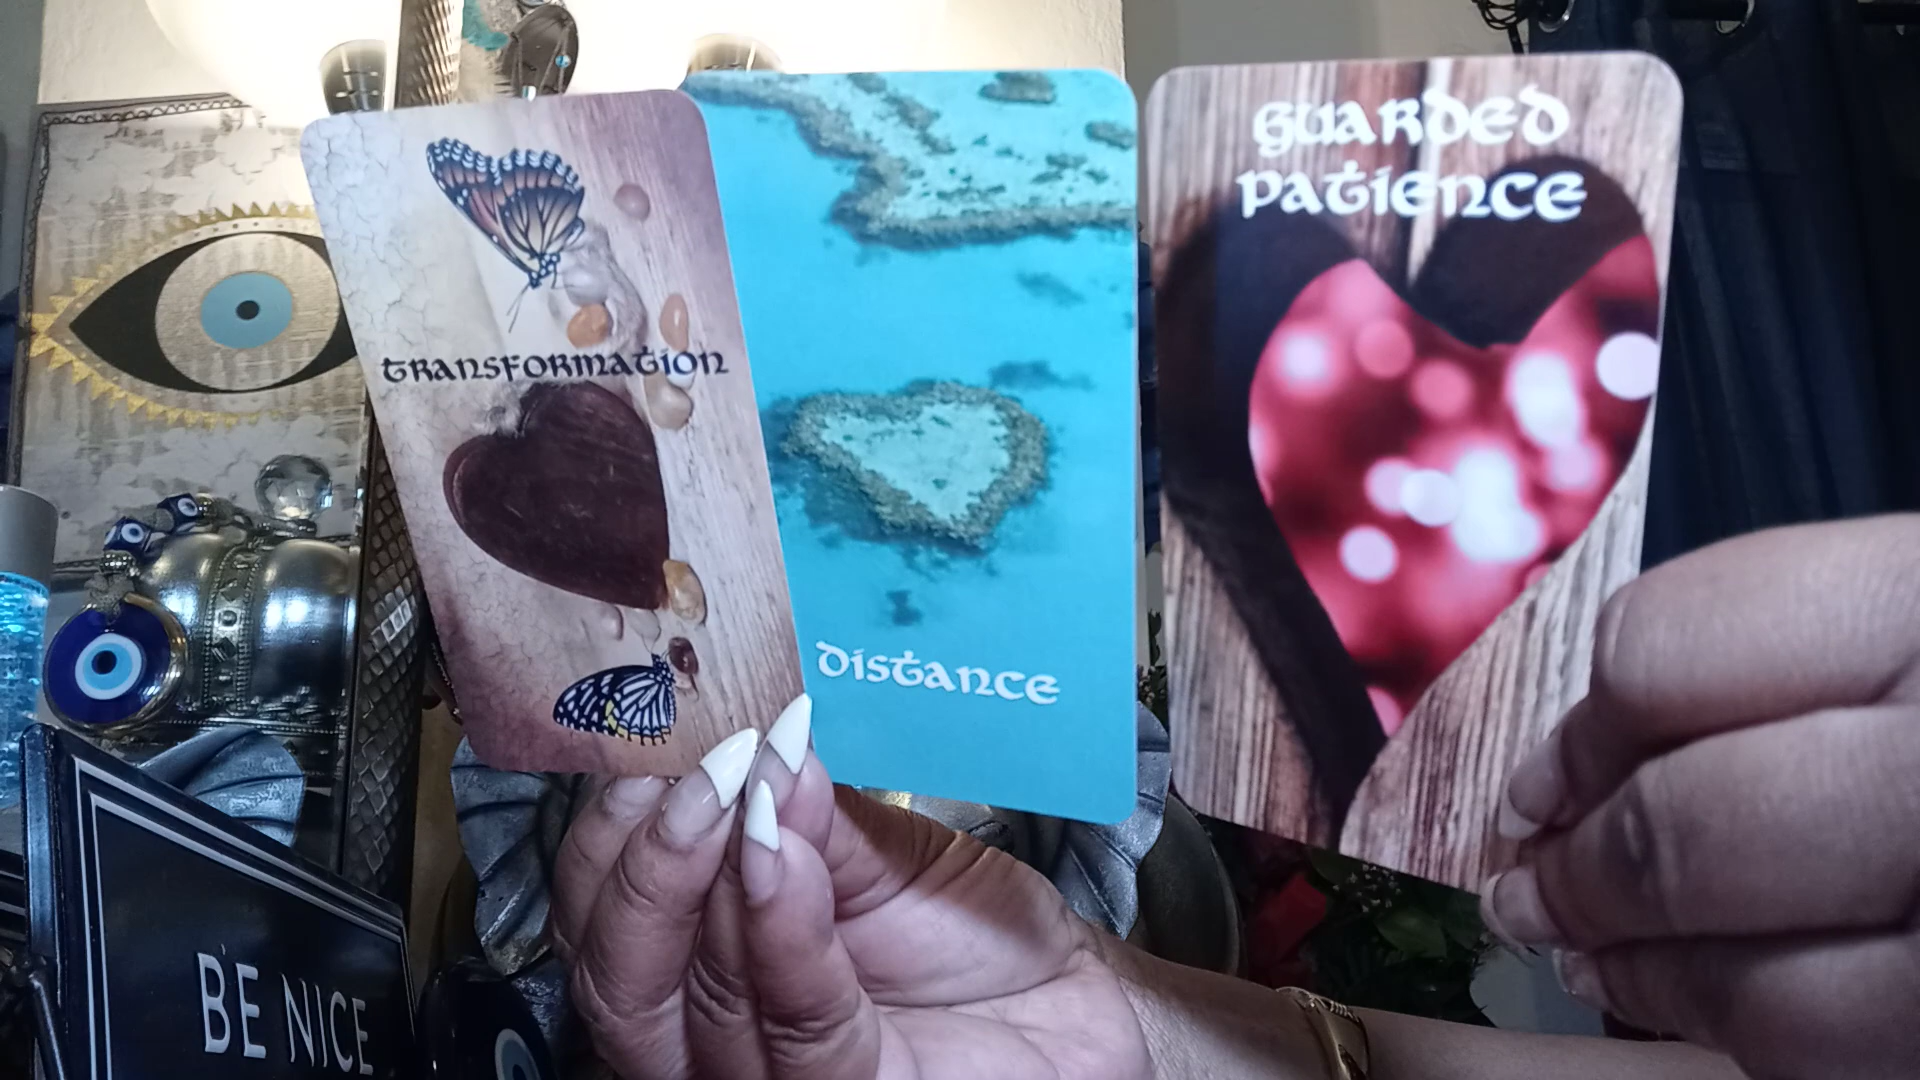 TRANSFORMATION
DISTANCE
GUARDED
PATIENCE
BE NICE